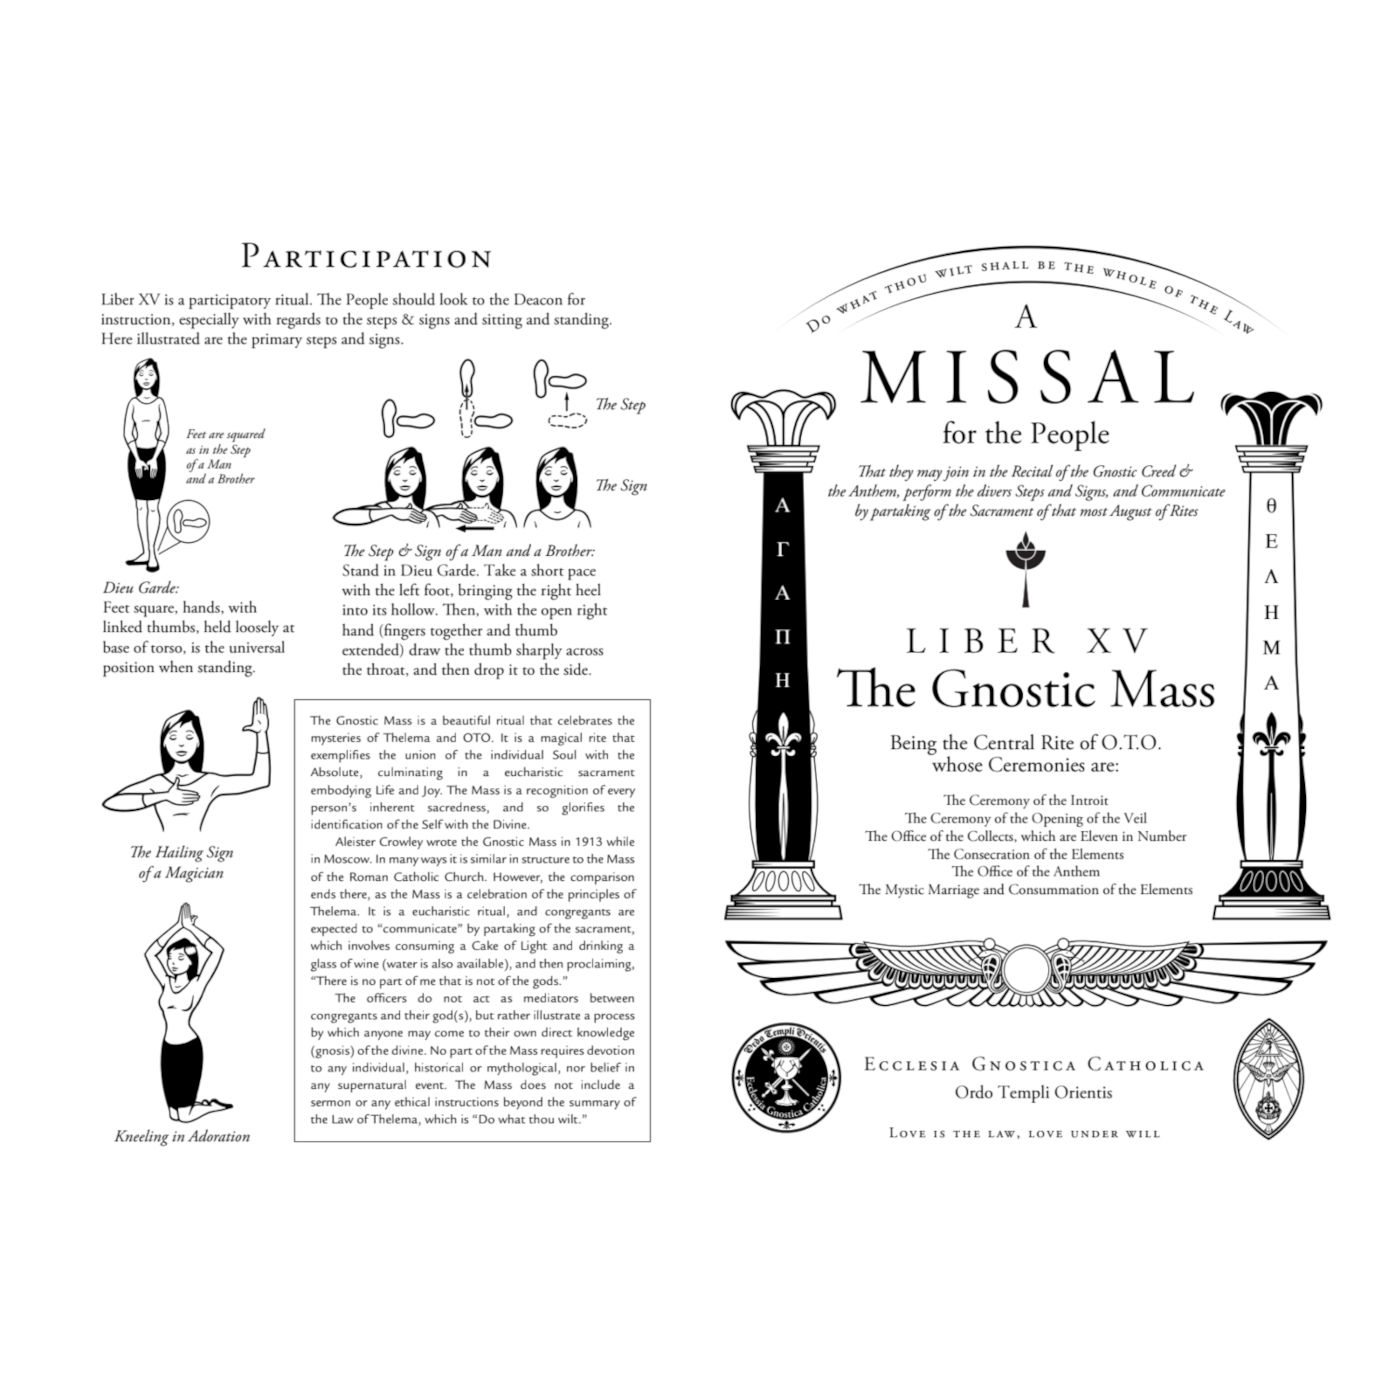 PARTICIPATION
Liber XV is a participatory ritual. The People should look to the Deacon for
instruction, especially with regards to the steps & signs and sitting and standing.
Here illustrated are the primary steps and signs.
Feet are squared
as in the Step
of a Man
and a Brother
The Step
The Sign
Dieu Garde:
Feet square, hands, with
linked thumbs, held loosely at
base of torso, is the universal
position when standing.
The Step & Sign of a Man and a Brother:
Stand in Dieu Garde. Take a short pace
with the left foot, bringing the right heel
into its hollow. Then, with the open right
hand (fingers together and thumb
extended) draw the thumb sharply across
the throat, and then drop it to the side.
The Hailing Sign
of a Magician
Kneeling in Adoration
The Gnostic Mass is a beautiful ritual that celebrates the
mysteries of Thelema and OTO. It is a magical rite that
exemplifies the union of the individual Soul with the
Absolute, culminating in a eucharistic sacrament
embodying Life and Joy. The Mass is a recognition of every
person's inherent sacredness, and so glorifies the
identification of the Self with the Divine.
Aleister Crowley wrote the Gnostic Mass in 1913 while
in Moscow. In many ways it is similar in structure to the Mass
of the Roman Catholic Church. However, the comparison
ends there, as the Mass is a celebration of the principles of
Thelema. It is a eucharistic ritual, and congregants are
expected to "communicate" by partaking of the sacrament,
which involves consuming a Cake of Light and drinking a
glass of wine (water is also available), and then proclaiming,
"There is no part of me that is not of the gods."
The officers do not act as mediators between
congregants and their god(s), but rather illustrate a process
by which anyone may come to their own direct knowledge
(gnosis) of the divine. No part of the Mass requires devotion
to any individual, historical or mythological, nor belief in
any supernatural event. The Mass does not include a
sermon or any ethical instructions beyond the summary of
the Law of Thelema, which is "Do what thou wilt."
DO WHAT THOU WILT SHALL BE THE WHOLE OF THE LAW
A
MISSAL
for the People
That they may join in the Recital of the Gnostic Creed &
the Anthem, perform the divers Steps and Signs, and Communicate
by partaking of the Sacrament of that most August of Rites
ΑΓΑΠΗ
ΘΕΛΗΜΑ
LIBER XV
The Gnostic Mass
Being the Central Rite of O.T.O.
whose Ceremonies are:
The Ceremony of the Introit
The Ceremony of the Opening of the Veil
The Office of the Collects, which are Eleven in Number
The Consecration of the Elements
The Office of the Anthem
The Mystic Marriage and Consummation of the Elements
Ordo Templi Orientis
Ecclesia Gnostica Catholica
ECCLESIA GNOSTICA CATHOLICA
Ordo Templi Orientis
LOVE IS THE LAW, LOVE UNDER WILL